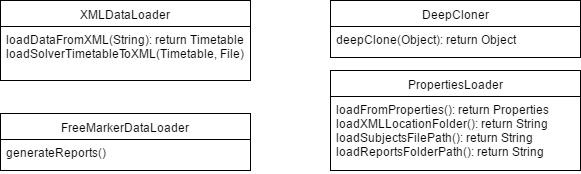 XMLDataLoader
loadDataFromXML(String): return Timetable
loadSolverTimetableToXML(Timetable, File)
DeepCloner
deepClone(Object): return Object
FreeMarkerDataLoader
generateReports()
PropertiesLoader
loadFromProperties(): return Properties
loadXMLLocationFolder(): return String
loadSubjectsFilePath(): return String
loadReportsFolderPath(): return String